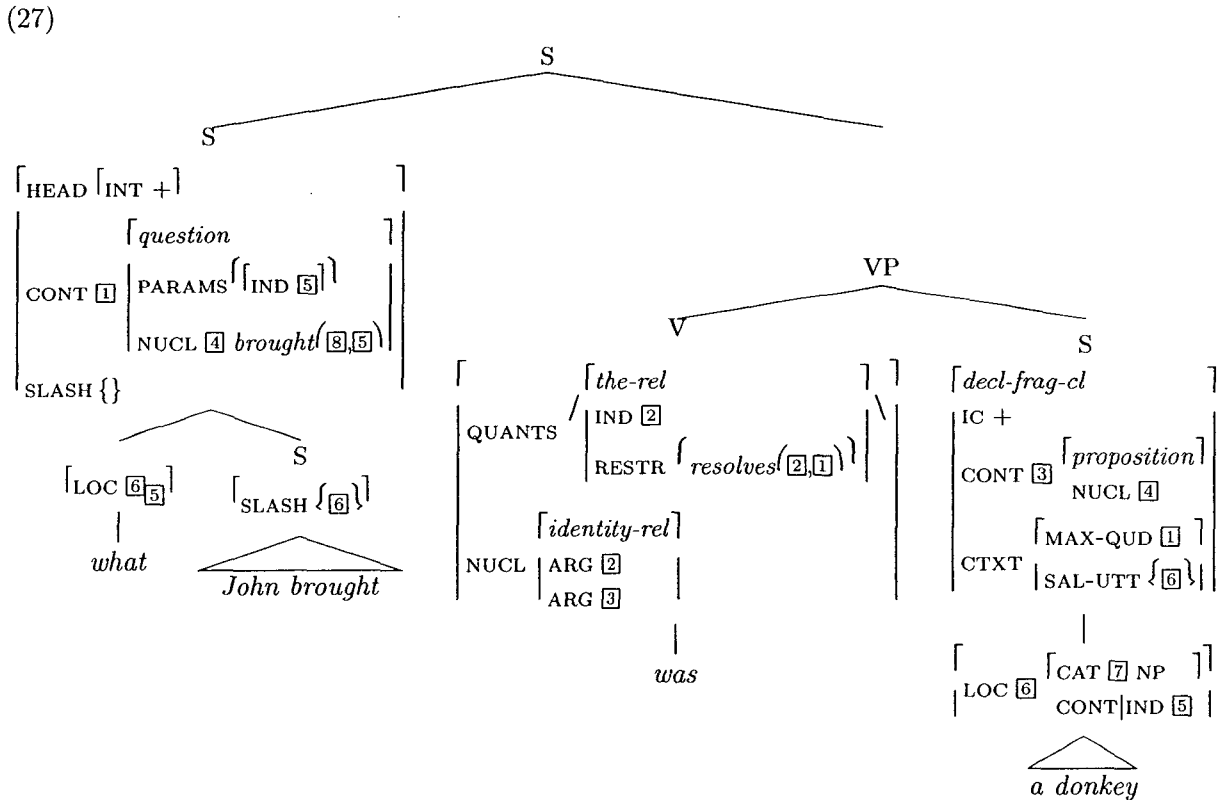 (27)
S
S
HEAD [INT +]
question
CONT [1] PARAMS {[IND [5]]}
NUCL [4] brought([8],[5])
SLASH {}
LOC [6][5]
what
S
SLASH {[6]}
John brought
VP
V
the-rel
IND [2]
QUANTS
RESTR {resolves([2],[1])}
identity-rel
NUCL ARG [2]
ARG [3]
was
S
decl-frag-cl
IC +
CONT [3] proposition
NUCL [4]
CTXT MAX-QUD [1]
SAL-UTT {[6]}
LOC [6] CAT [7] NP
CONT|IND [5]
a donkey